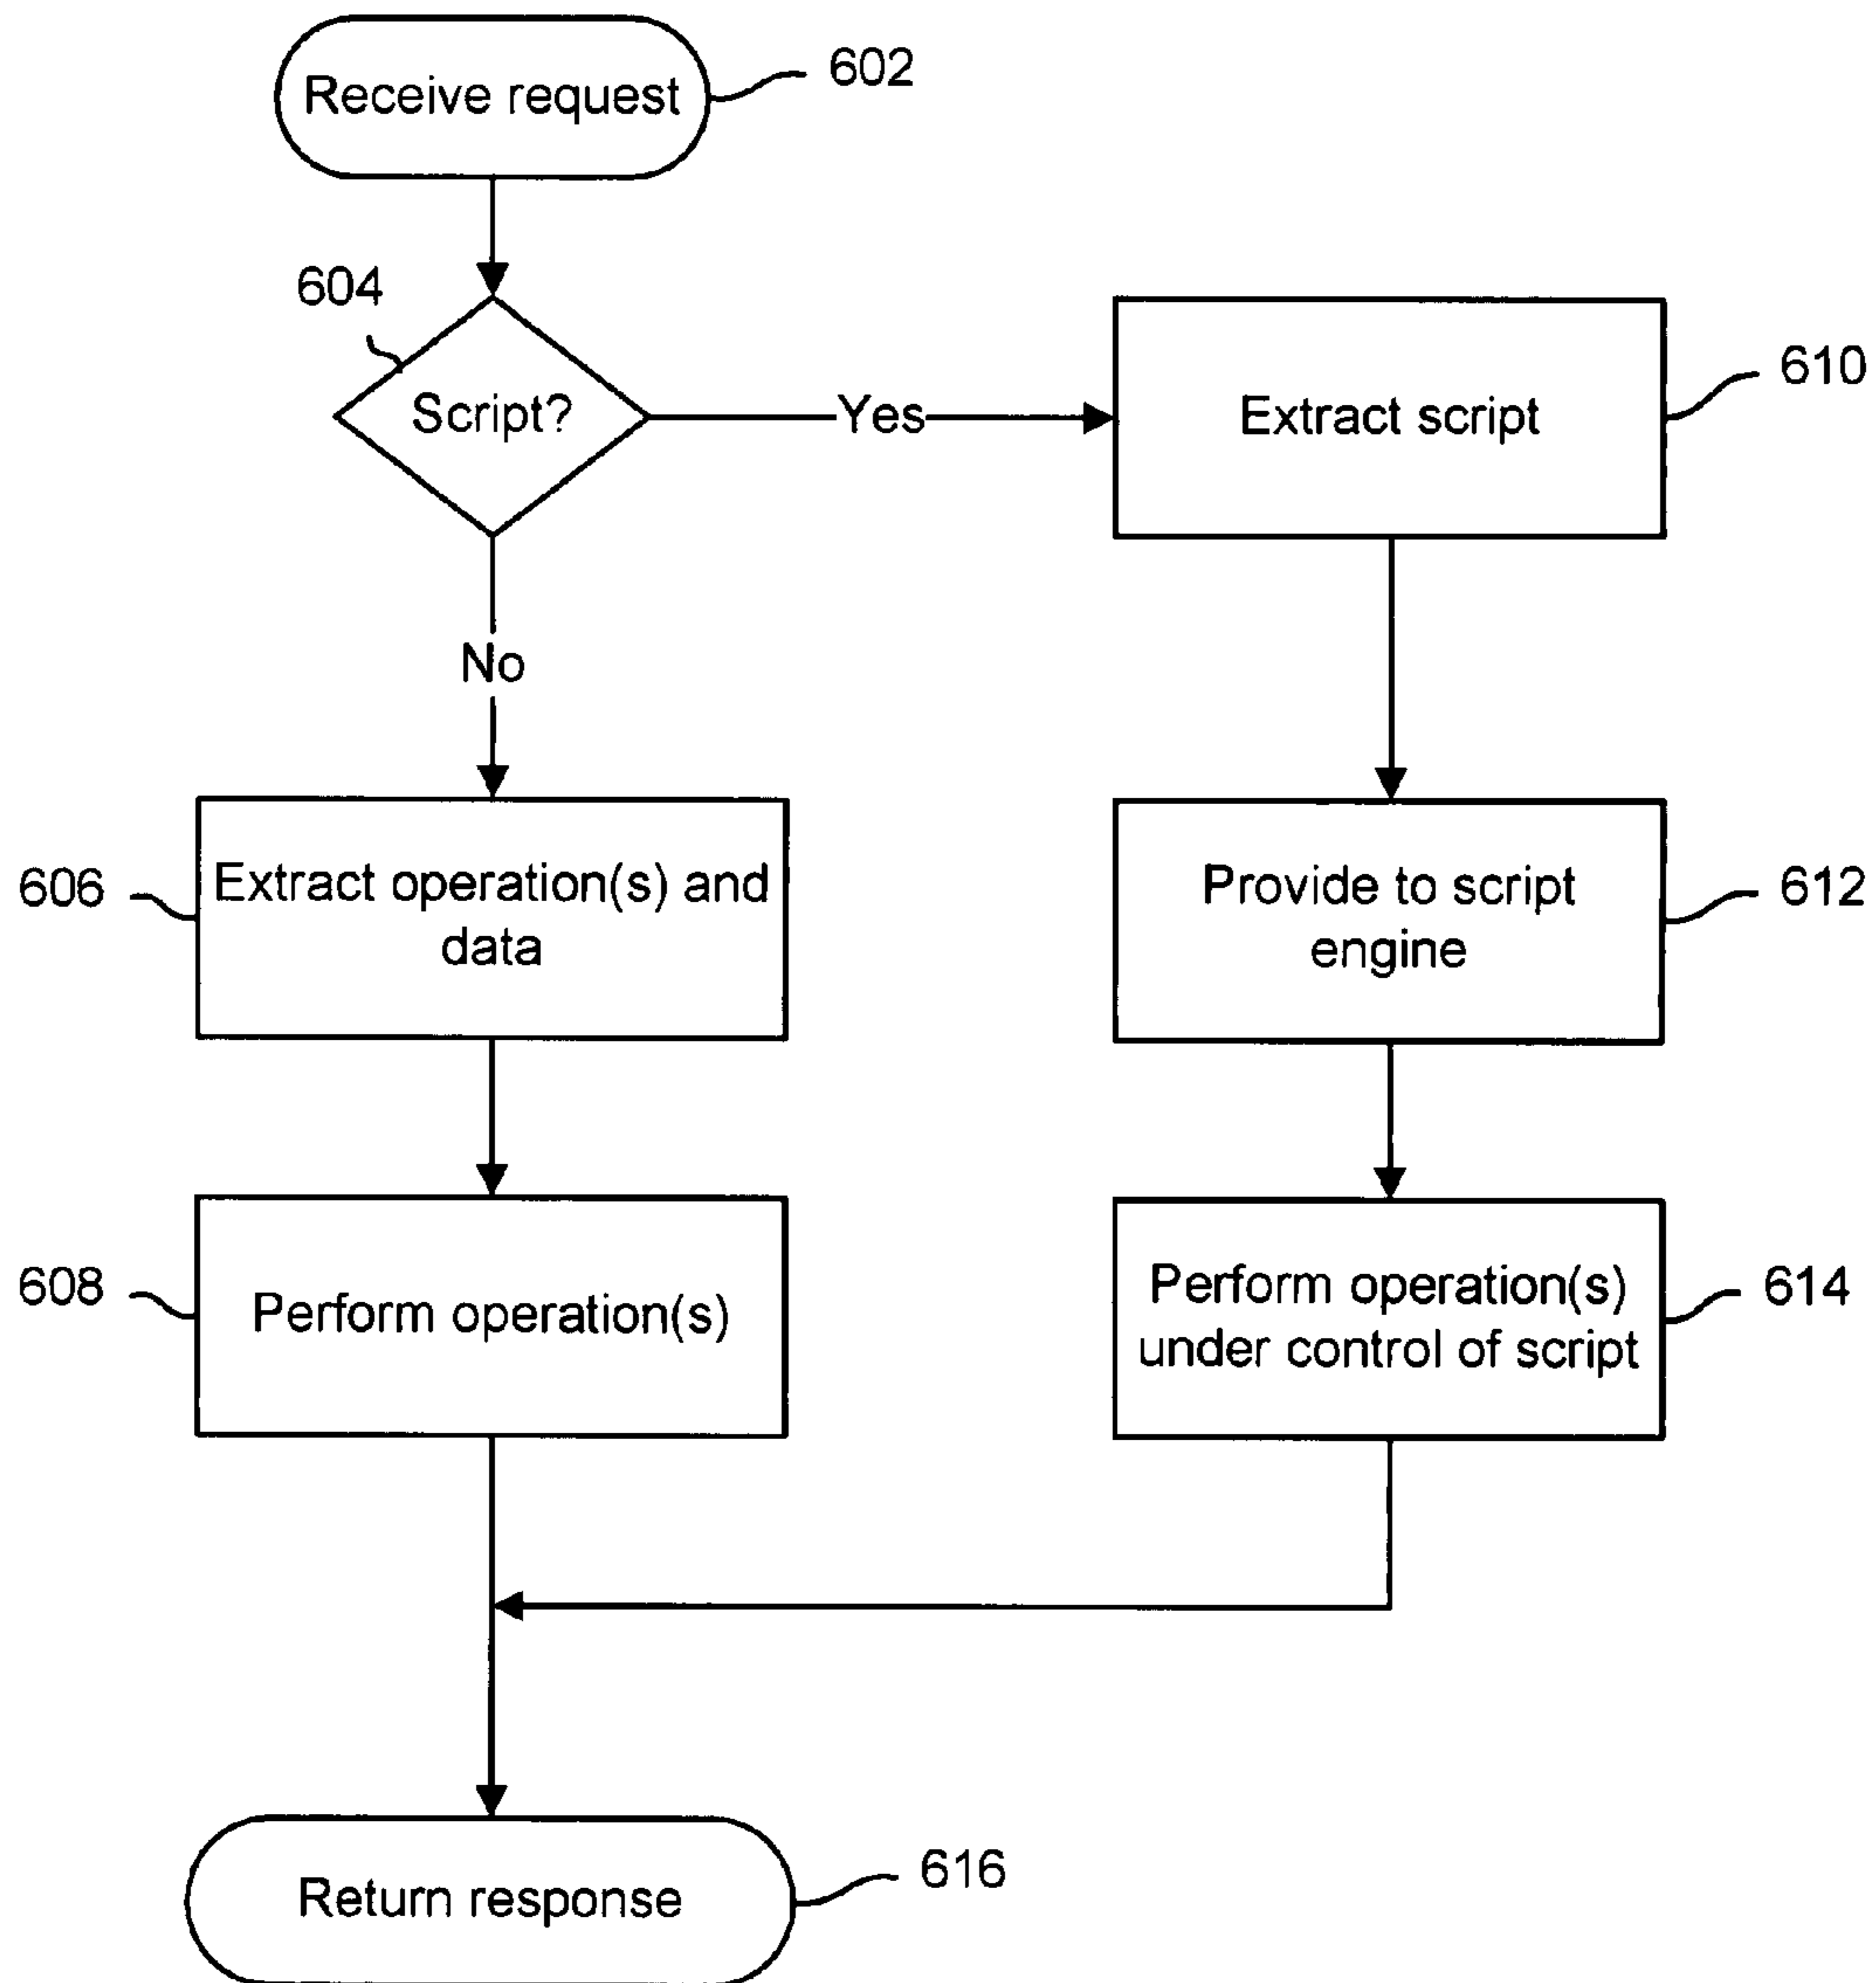 Receive request
602
604
Script?
Yes
Extract script
610
No
606
Extract operation(s) and
data
Provide to script
engine
612
608
Perform operation(s)
Perform operation(s)
under control of script
614
Return response
616